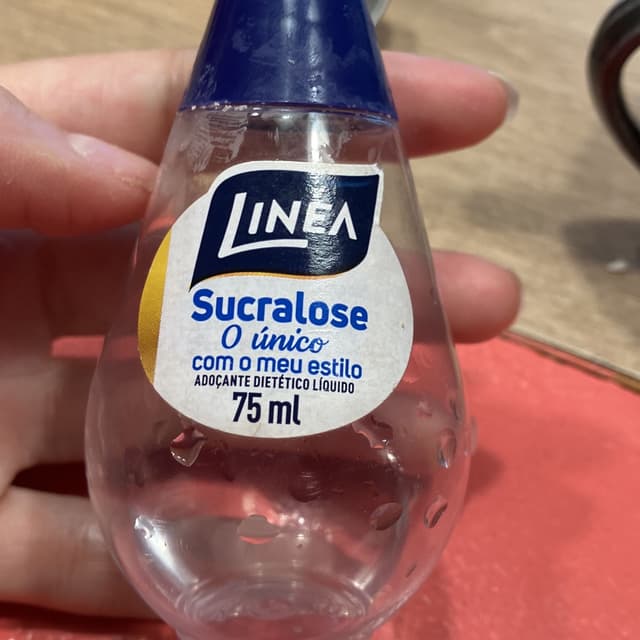 LINEA
Sucralose
O único
com o meu estilo
ADOÇANTE DIETÉTICO LÍQUIDO
75 ml